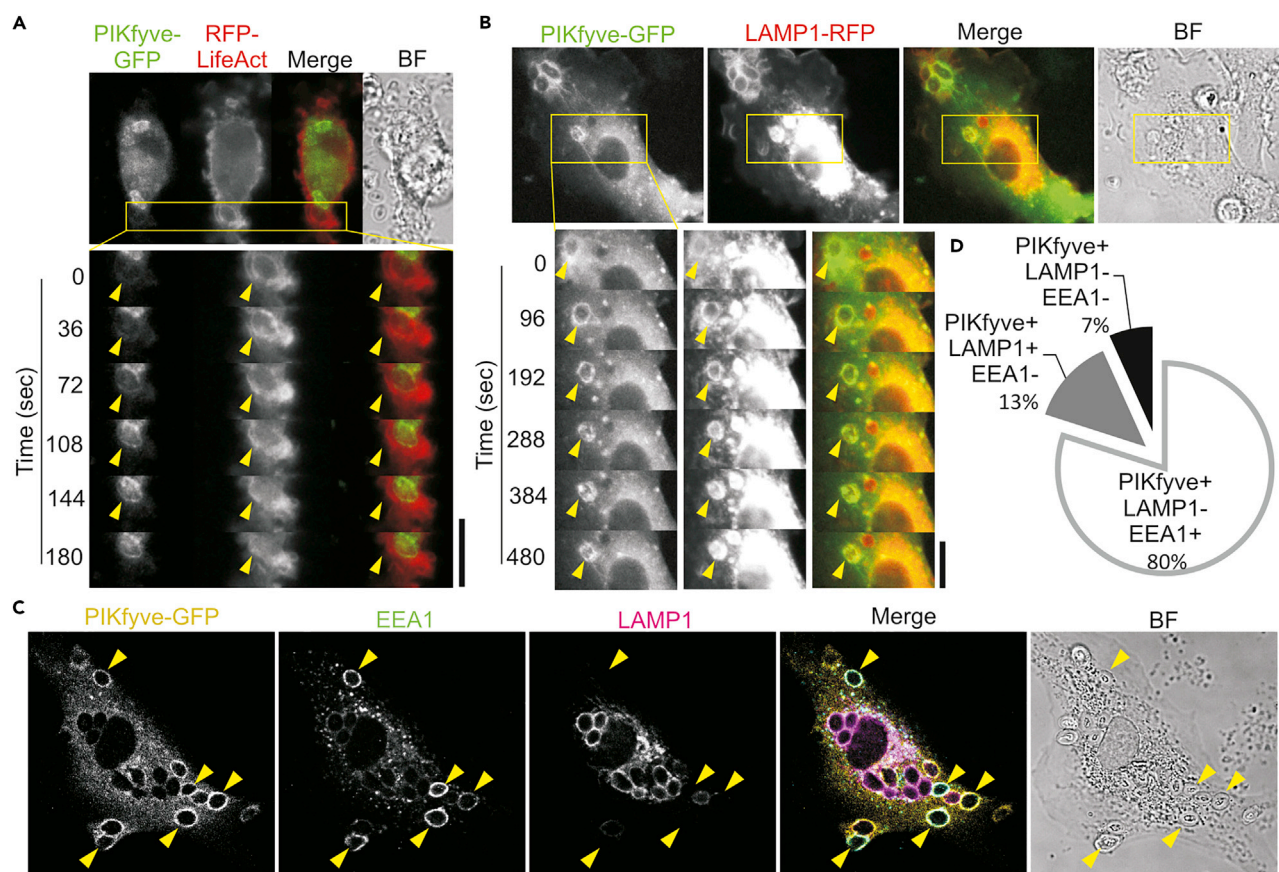 A
PIKfyve-
GFP
RFP-
LifeAct
Merge
BF
Time (sec)
0
36
72
108
144
180
B
PIKfyve-GFP
LAMP1-RFP
Merge
BF
Time (sec)
0
96
192
288
384
480
D
PIKfyve+
LAMP1-
EEA1-
7%
PIKfyve+
LAMP1+
EEA1-
13%
PIKfyve+
LAMP1-
EEA1+
80%
C
PIKfyve-GFP
EEA1
LAMP1
Merge
BF